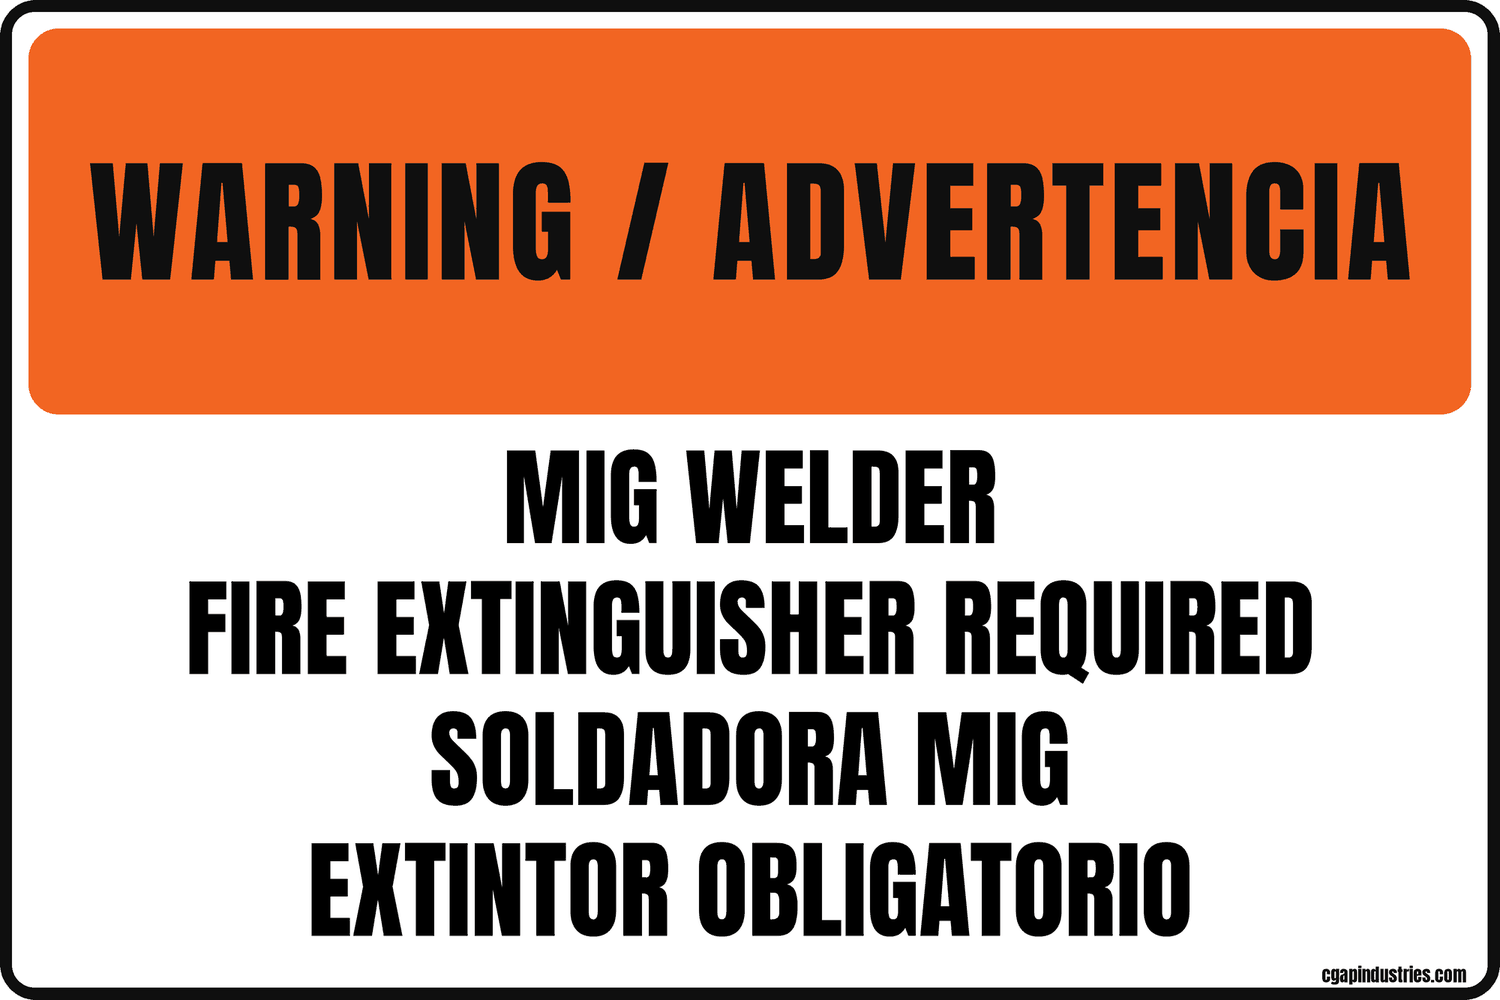 WARNING / ADVERTENCIA
MIG WELDER
FIRE EXTINGUISHER REQUIRED
SOLDADORA MIG
EXTINTOR OBLIGATORIO
cgapindustries.com